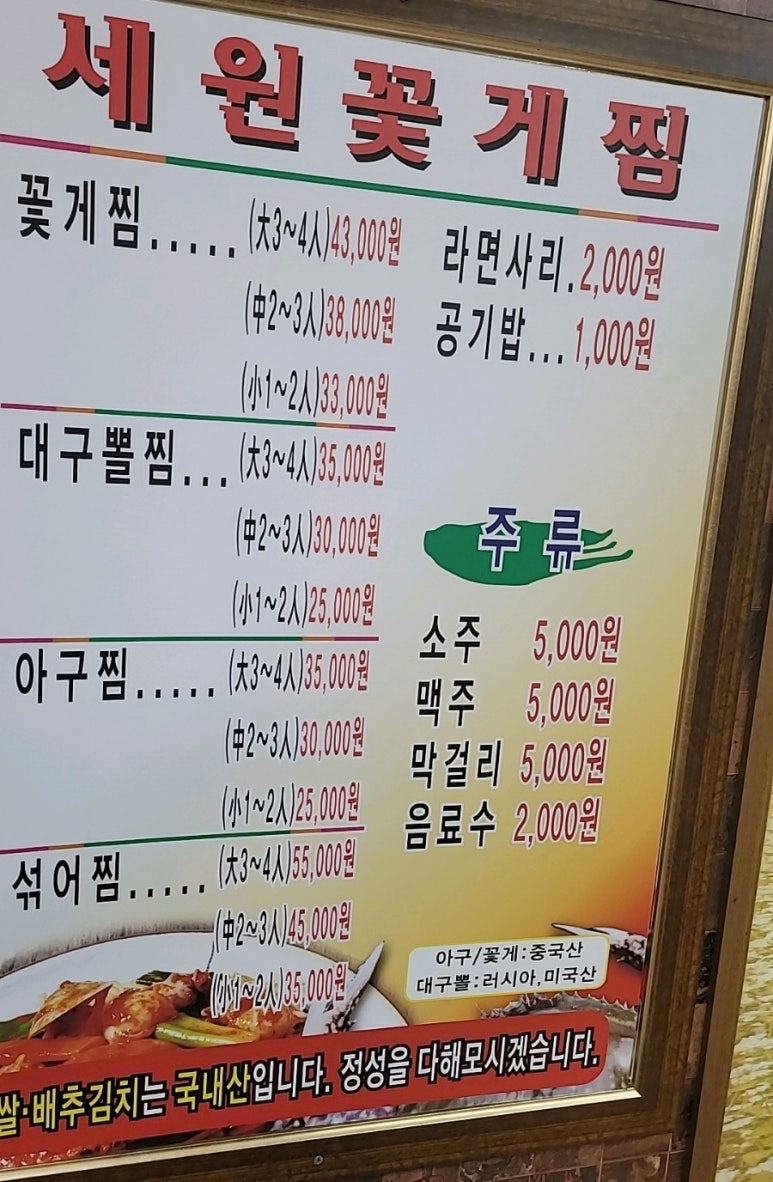 세원꽃게찜
꽃게찜.....(大3~4人)43,000원
(中2~3人)38,000원
(小1~2人)33,000원
대구뽈찜...(大3~4人)35,000원
(中2~3人)30,000원
(小1~2人)25,000원
아구찜.....(大3~4人)35,000원
(中2~3人)30,000원
(小1~2人)25,000원
섞어찜.....(大3~4人)55,000원
(中2~3人)45,000원
(小1~2人)35,000원
라면사리.2,000원
공기밥...1,000원
주류
소주 5,000원
맥주 5,000원
막걸리 5,000원
음료수 2,000원
아구/꽃게:중국산
대구뽈:러시아,미국산
쌀·배추김치는 국내산입니다. 정성을 다해모시겠습니다.